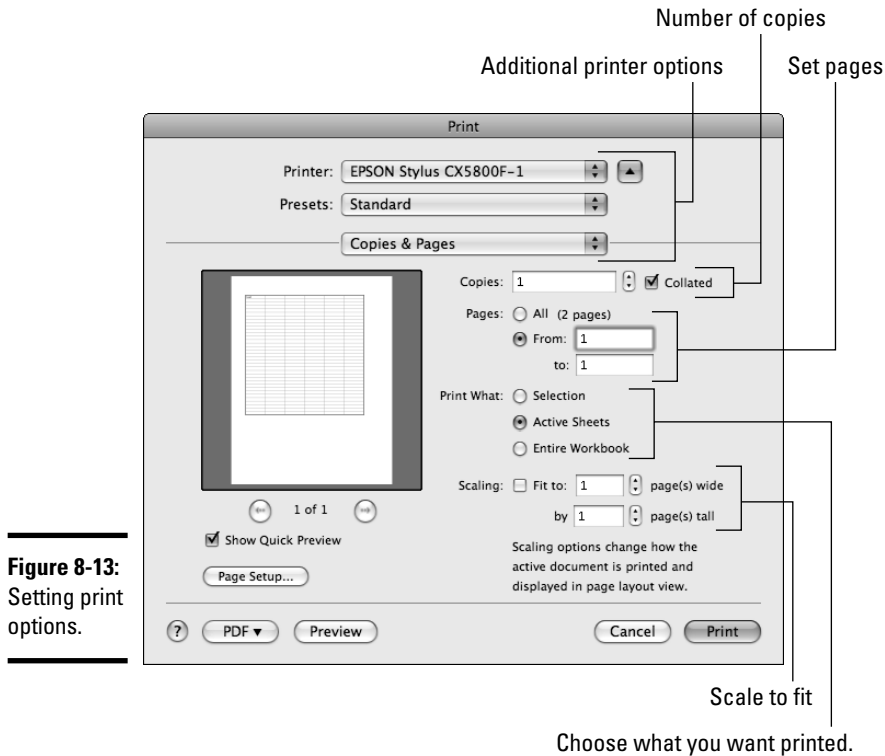 Number of copies
Additional printer options
Set pages
Print
Printer: EPSON Stylus CX5800F-1
Presets: Standard
Copies & Pages
Copies: 1 Collated
Pages: All (2 pages)
From: 1
to: 1
Print What: Selection
Active Sheets
Entire Workbook
Scaling: Fit to: 1 page(s) wide
by 1 page(s) tall
Scaling options change how the
active document is printed and
displayed in page layout view.
1 of 1
Show Quick Preview
Page Setup...
? PDF Preview Cancel Print
Figure 8-13:
Setting print
options.
Scale to fit
Choose what you want printed.